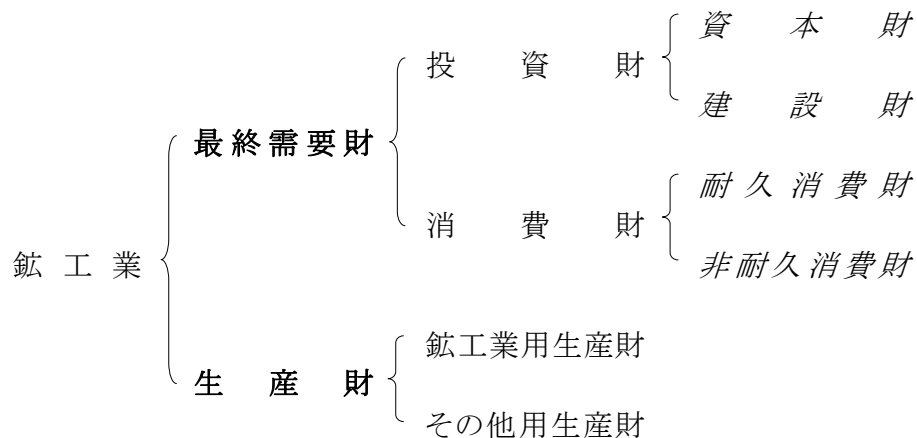 資本財
投資財
建設財
最終需要財
耐久消費財
消費財
非耐久消費財
鉱工業
鉱工業用生産財
生産財
その他用生産財